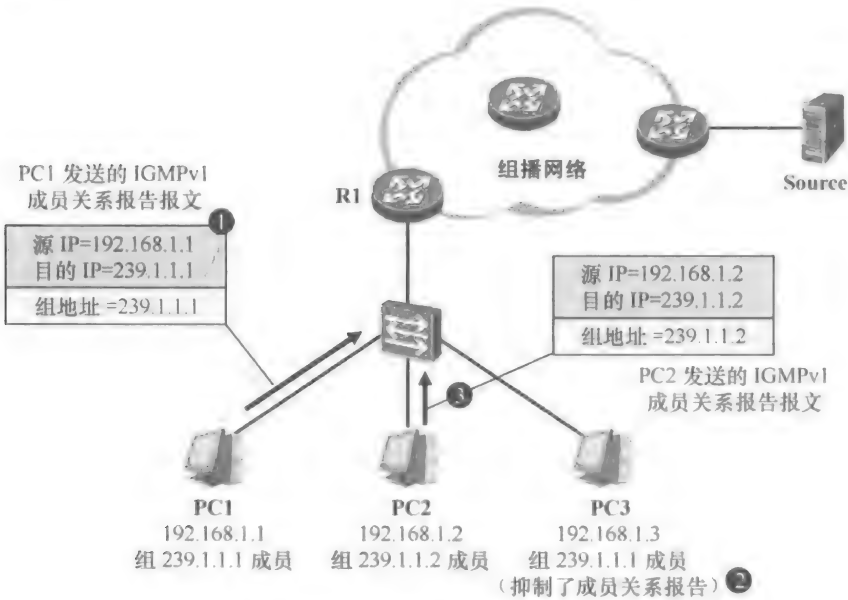 组播网络
Source
R1
PC1 发送的 IGMPv1
成员关系报告报文
1
源 IP=192.168.1.1
目的 IP=239.1.1.1
组地址 =239.1.1.1
源 IP=192.168.1.2
目的 IP=239.1.1.2
组地址 =239.1.1.2
PC2 发送的 IGMPv1
成员关系报告报文
3
PC1
192.168.1.1
组 239.1.1.1 成员
PC2
192.168.1.2
组 239.1.1.2 成员
PC3
192.168.1.3
组 239.1.1.1 成员
（抑制了成员关系报告）2